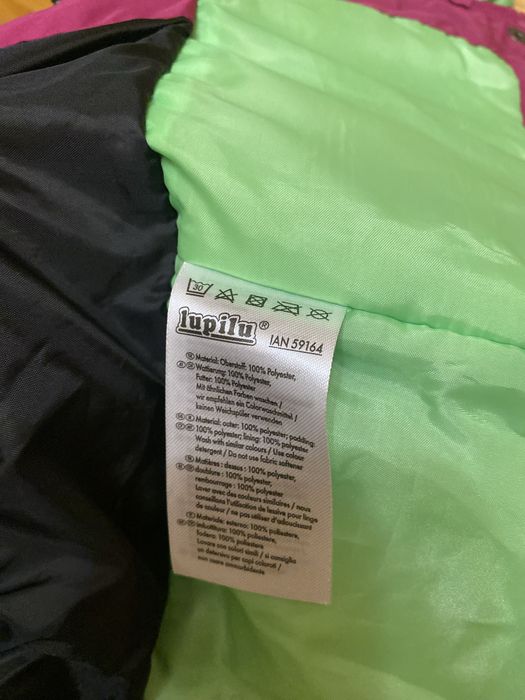 30
lupilu®
IAN 59164
Material: Oberstoff: 100% Polyester,
Wattierung: 100% Polyester,
Futter: 100% Polyester
Mit ähnlichen Farben waschen /
wir empfehlen ein Colorwaschmittel /
keinen Weichspüler verwenden
Material: outer: 100% polyester; padding:
100% polyester; lining: 100% polyester
Wash with similar colours / Use colour
detergent / Do not use fabric softener
Matières : dessus : 100% polyester,
doublure : 100% polyester,
rembourrage : 100% polyester
Laver avec des couleurs similaires / nous
conseillons l'utilisation de lessive pour linge
de couleur / ne pas utiliser d'adoucissant
Materiale: esterno: 100% poliestere,
imbottitura: 100% poliestere,
fodera: 100% poliestere
Lavare con colori simili / si consiglia
un detersivo per capi colorati /
non usare ammorbidente